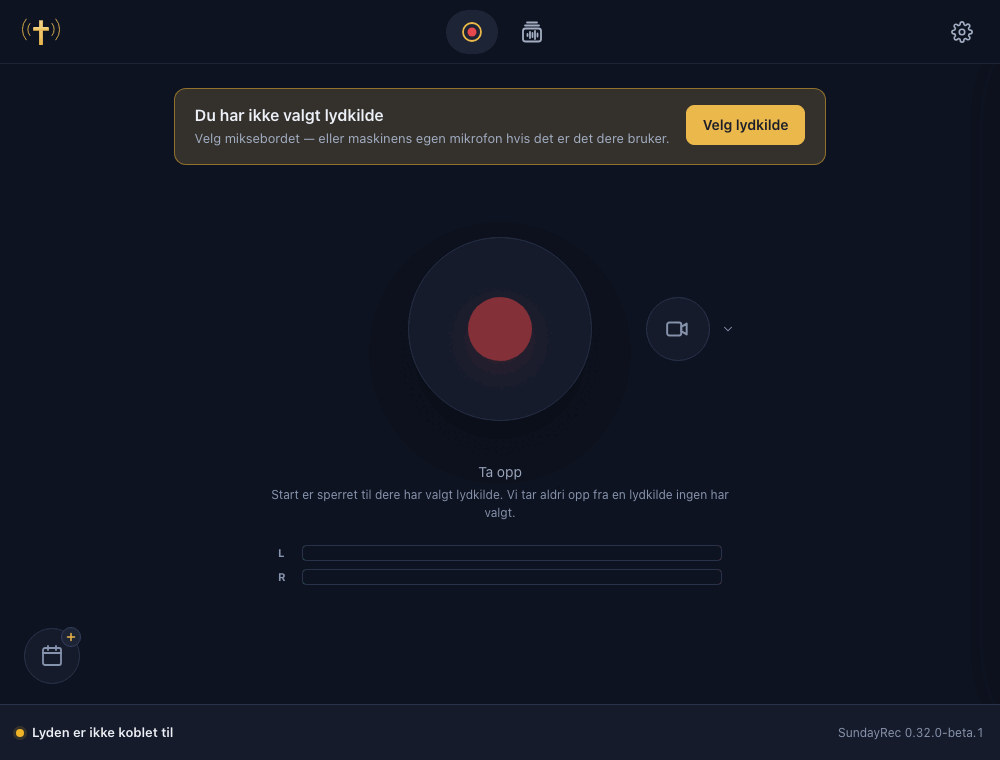 Du har ikke valgt lydkilde
Velg miksebordet — eller maskinens egen mikrofon hvis det er det dere bruker.
Velg lydkilde
Ta opp
Start er sperret til dere har valgt lydkilde. Vi tar aldri opp fra en lydkilde ingen har
valgt.
L
R
Lyden er ikke koblet til
SundayRec 0.32.0-beta.1